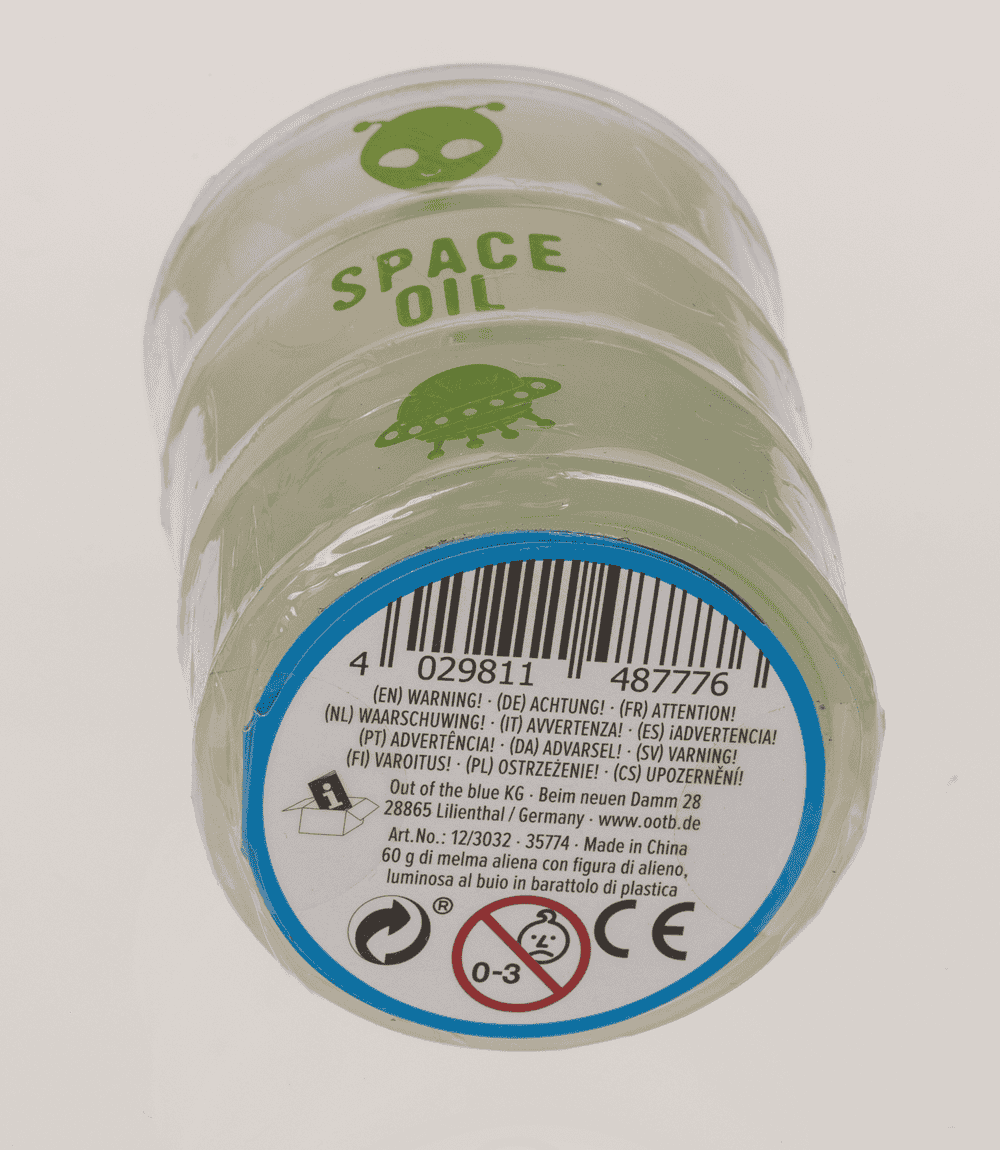 SPACE
OIL
4 029811 487776
(EN) WARNING! · (DE) ACHTUNG! · (FR) ATTENTION!
(NL) WAARSCHUWING! · (IT) AVVERTENZA! · (ES) ¡ADVERTENCIA!
(PT) ADVERTÊNCIA! · (DA) ADVARSEL! · (SV) VARNING!
(FI) VAROITUS! · (PL) OSTRZEŻENIE! · (CS) UPOZERNĚNÍ!
Out of the blue KG · Beim neuen Damm 28
28865 Lilienthal / Germany · www.ootb.de
Art.No.: 12/3032 · 35774 · Made in China
60 g di melma aliena con figura di alieno,
luminosa al buio in barattolo di plastica
i
®
0-3
CE